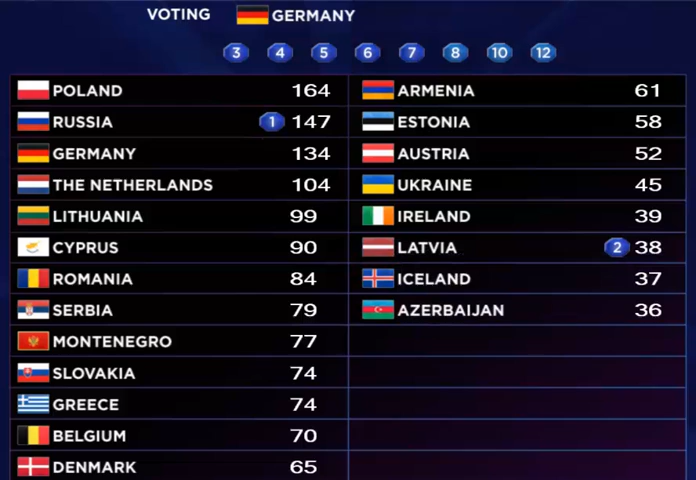 VOTING GERMANY
3 4 5 6 7 8 10 12
POLAND 164
RUSSIA 1 147
GERMANY 134
THE NETHERLANDS 104
LITHUANIA 99
CYPRUS 90
ROMANIA 84
SERBIA 79
MONTENEGRO 77
SLOVAKIA 74
GREECE 74
BELGIUM 70
DENMARK 65
ARMENIA 61
ESTONIA 58
AUSTRIA 52
UKRAINE 45
IRELAND 39
LATVIA 2 38
ICELAND 37
AZERBAIJAN 36